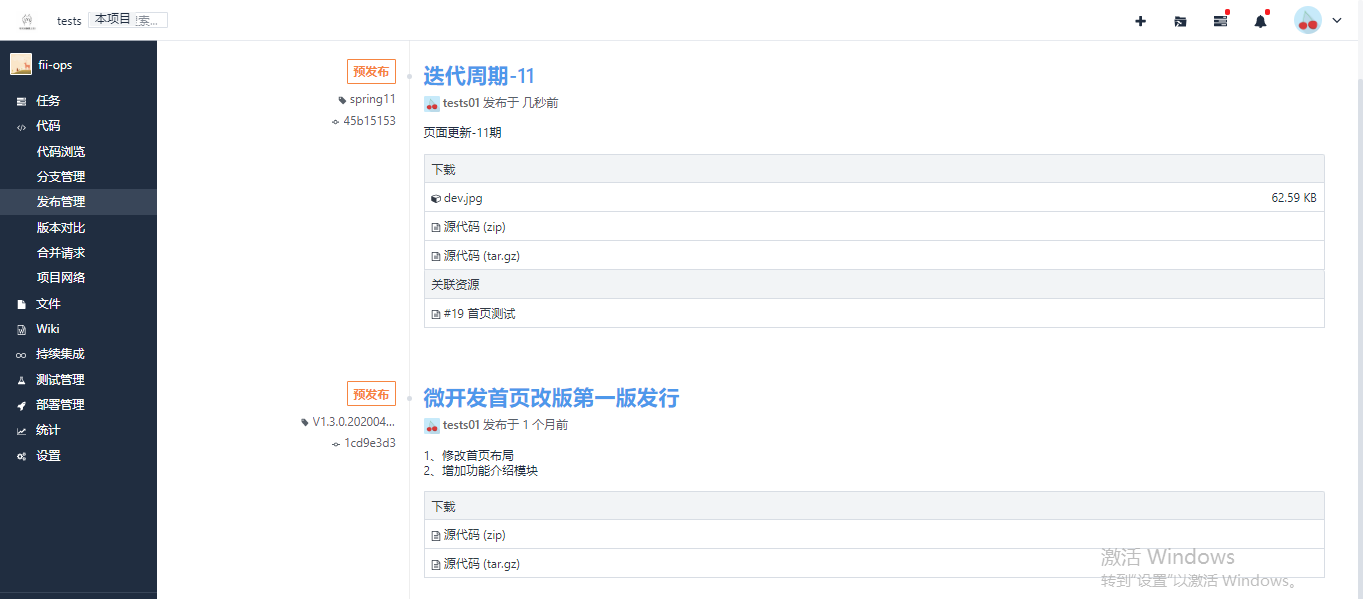 tests 本项目 索...
fii-ops
任务
代码
代码浏览
分支管理
发布管理
版本对比
合并请求
项目网络
文件
Wiki
持续集成
测试管理
部署管理
统计
设置
预发布
spring11
45b15153
迭代周期-11
tests01 发布于 几秒前
页面更新-11期
下载
dev.jpg 62.59 KB
源代码 (zip)
源代码 (tar.gz)
关联资源
#19 首页测试
预发布
V1.3.0.202004...
1cd9e3d3
微开发首页改版第一版发行
tests01 发布于 1 个月前
1、修改首页布局
2、增加功能介绍模块
下载
源代码 (zip)
源代码 (tar.gz)
激活 Windows
转到"设置"以激活 Windows。